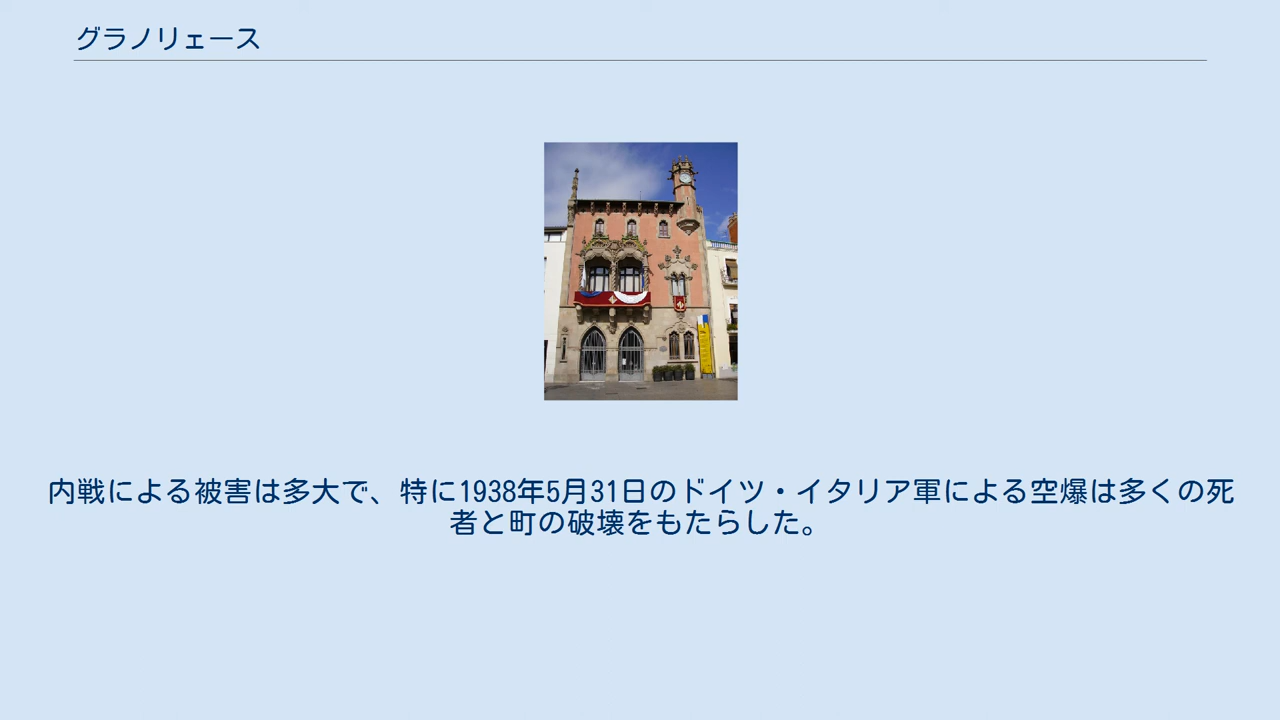 グラノリェース
内戦による被害は多大で、特に1938年5月31日のドイツ・イタリア軍による空爆は多くの死
者と町の破壊をもたらした。